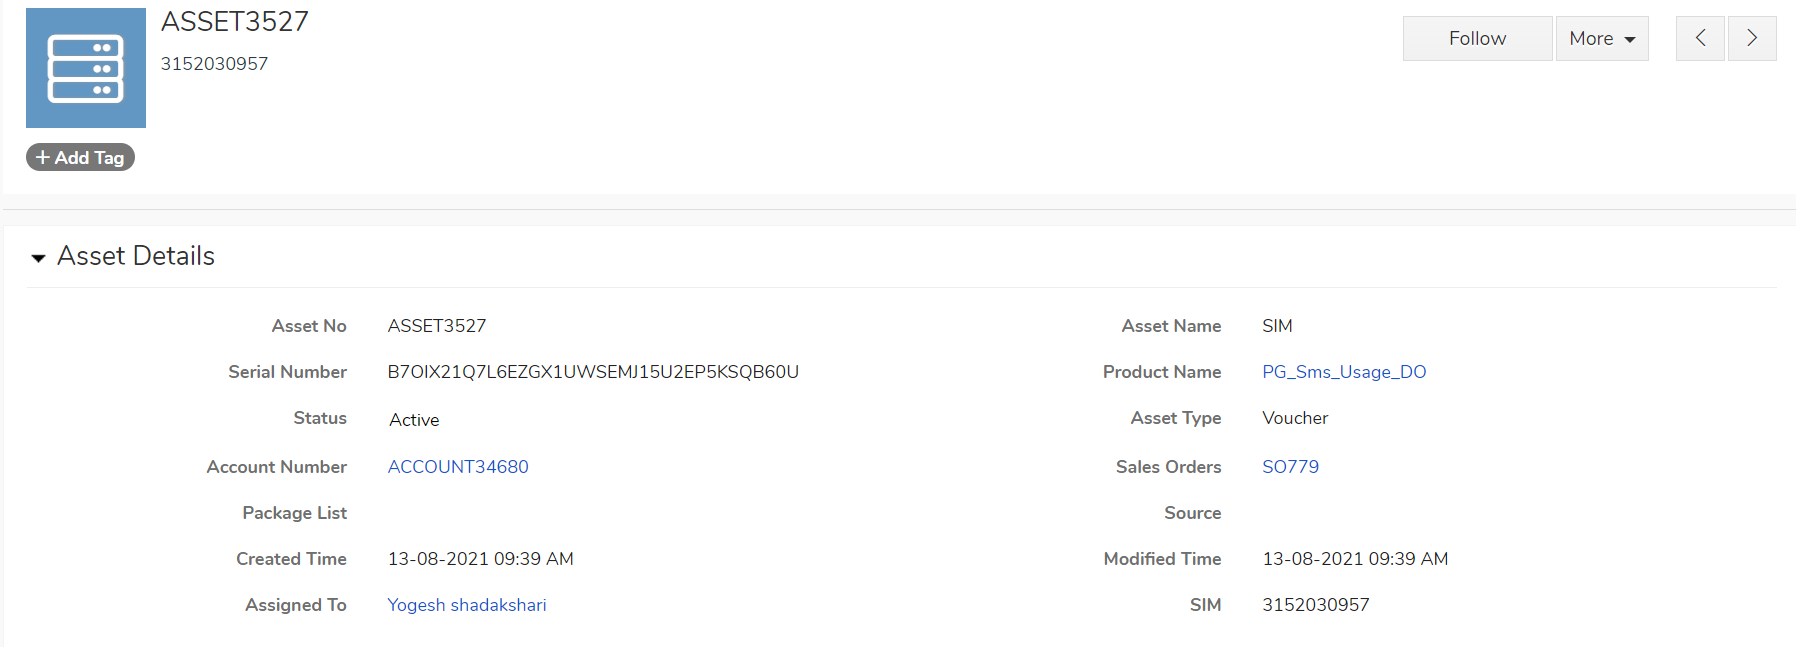 ASSET3527
3152030957
Follow
More
+ Add Tag
Asset Details
Asset No ASSET3527 Asset Name SIM
Serial Number B7OIX21Q7L6EZGX1UWSEMJ15U2EP5KSQB60U Product Name PG_Sms_Usage_DO
Status Active Asset Type Voucher
Account Number ACCOUNT34680 Sales Orders SO779
Package List Source
Created Time 13-08-2021 09:39 AM Modified Time 13-08-2021 09:39 AM
Assigned To Yogesh shadakshari SIM 3152030957